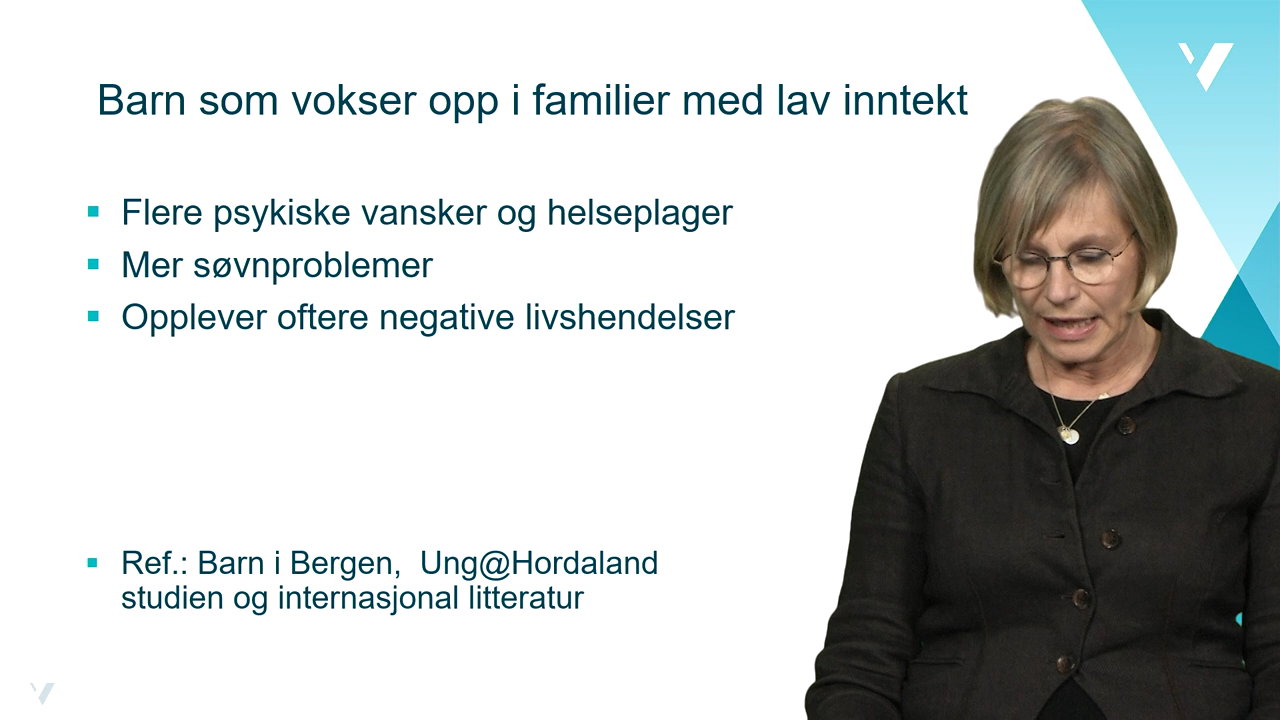 Barn som vokser opp i familier med lav inntekt
Flere psykiske vansker og helseplager
Mer søvnproblemer
Opplever oftere negative livshendelser
Ref.: Barn i Bergen, Ung@Hordaland
studien og internasjonal litteratur